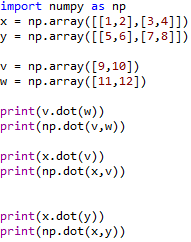 import numpy as np
x = np.array([[1,2],[3,4]])
y = np.array([[5,6],[7,8]])
v = np.array([9,10])
w = np.array([11,12])
print(v.dot(w))
print(np.dot(v,w))
print(x.dot(v))
print(np.dot(x,v))
print(x.dot(y))
print(np.dot(x,y))